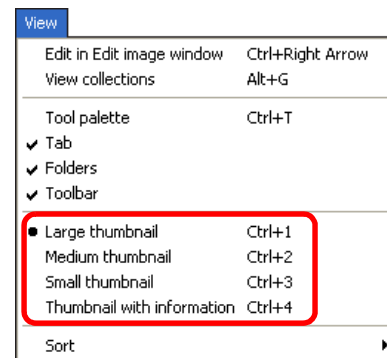 View
Edit in Edit image window Ctrl+Right Arrow
View collections Alt+G
Tool palette Ctrl+T
Tab
Folders
Toolbar
Large thumbnail Ctrl+1
Medium thumbnail Ctrl+2
Small thumbnail Ctrl+3
Thumbnail with information Ctrl+4
Sort